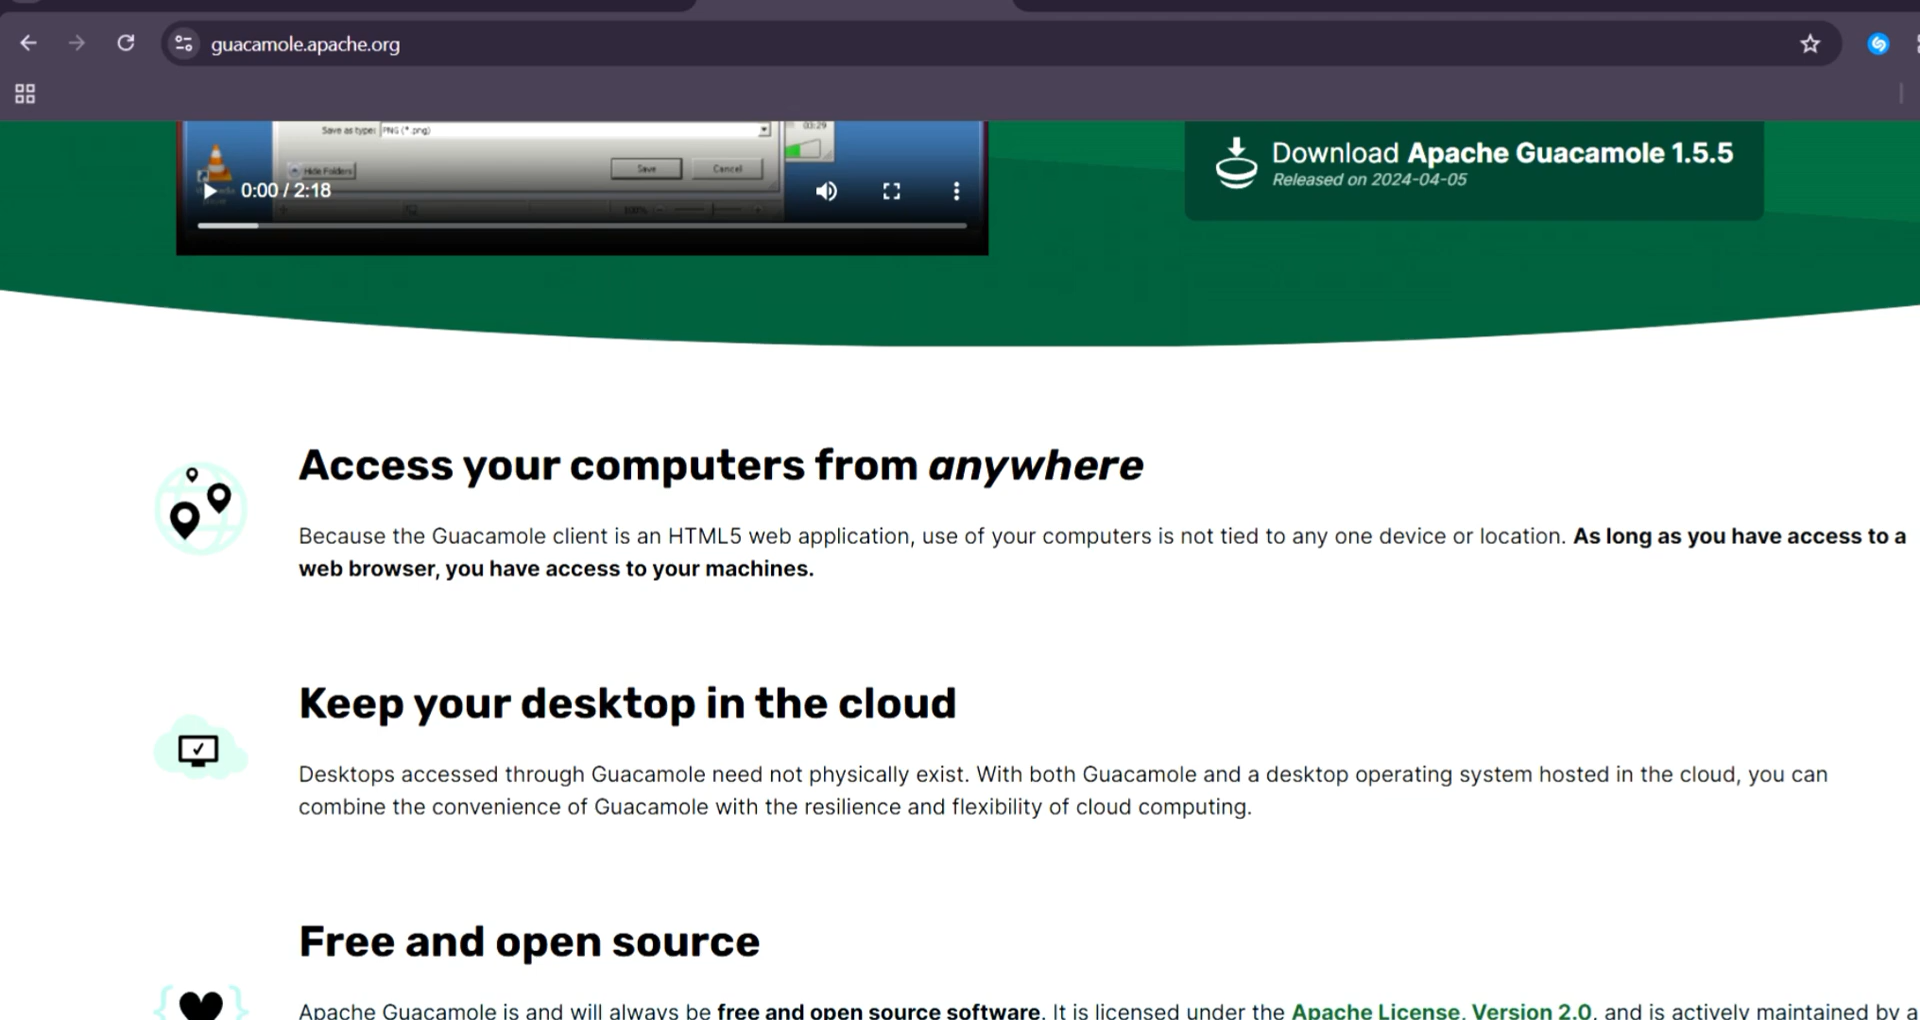 guacamole.apache.org
Save as type: PNG (*.png)
03:29
Hide Folders
Save
Cancel
0:00 / 2:18
Download Apache Guacamole 1.5.5
Released on 2024-04-05
Access your computers from anywhere
Because the Guacamole client is an HTML5 web application, use of your computers is not tied to any one device or location. As long as you have access to a
web browser, you have access to your machines.
Keep your desktop in the cloud
Desktops accessed through Guacamole need not physically exist. With both Guacamole and a desktop operating system hosted in the cloud, you can
combine the convenience of Guacamole with the resilience and flexibility of cloud computing.
Free and open source
Apache Guacamole is and will always be free and open source software. It is licensed under the Apache License, Version 2.0, and is actively maintained by a